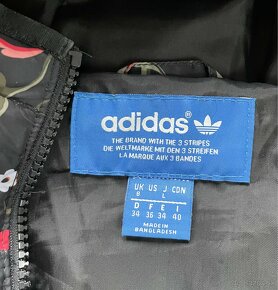 adidas®
THE BRAND WITH THE 3 STRIPES
DIE WELTMARKE MIT DEN 3 STREIFEN
LA MARQUE AUX 3 BANDES
UK US J CDN
8 L
D F E I
34 36 34 40
MADE IN
BANGLADESH